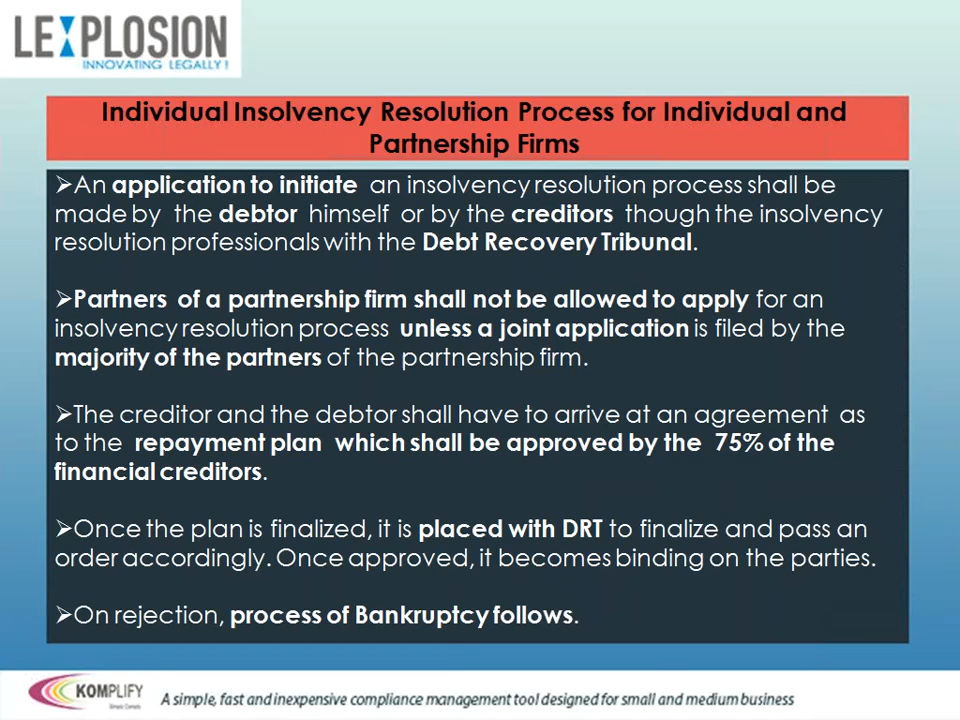 LEXPLOSION
INNOVATING LEGALLY!
Individual Insolvency Resolution Process for Individual and
Partnership Firms
➢An application to initiate an insolvency resolution process shall be
made by the debtor himself or by the creditors though the insolvency
resolution professionals with the Debt Recovery Tribunal.
➢Partners of a partnership firm shall not be allowed to apply for an
insolvency resolution process unless a joint application is filed by the
majority of the partners of the partnership firm.
➢The creditor and the debtor shall have to arrive at an agreement as
to the repayment plan which shall be approved by the 75% of the
financial creditors.
➢Once the plan is finalized, it is placed with DRT to finalize and pass an
order accordingly. Once approved, it becomes binding on the parties.
➢On rejection, process of Bankruptcy follows.
KOMPLIFY
Simply Comply
A simple, fast and inexpensive compliance management tool designed for small and medium business